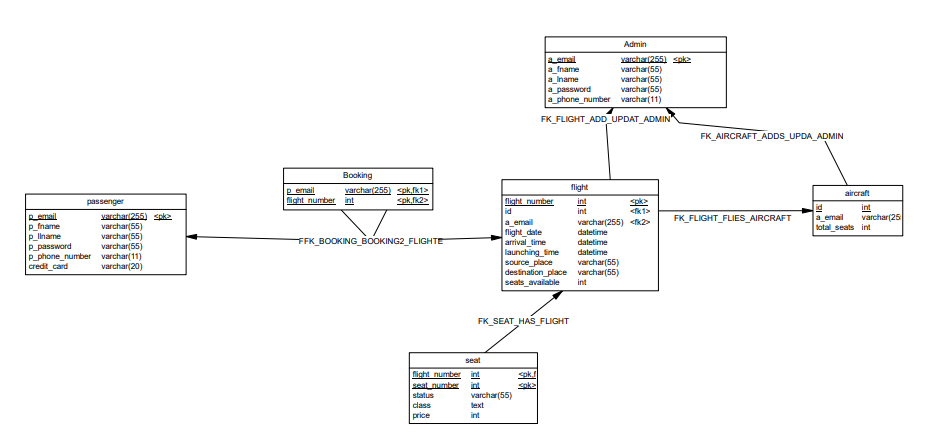 Admin
a_email varchar(255) <pk>
a_fname varchar(55)
a_lname varchar(55)
a_password varchar(55)
a_phone_number varchar(11)
FK_FLIGHT_ADD_UPDAT_ADMIN
FK_AIRCRAFT_ADDS_UPDA_ADMIN
Booking
p_email varchar(255) <pk,fk1>
flight_number int <pk,fk2>
passenger
p_email varchar(255) <pk>
p_fname varchar(55)
p_llname varchar(55)
p_password varchar(55)
p_phone_number varchar(11)
credit_card varchar(20)
FFK_BOOKING_BOOKING2_FLIGHTE
flight
flight_number int <pk>
id int <fk1>
a_email varchar(255) <fk2>
flight_date datetime
arrival_time datetime
launching_time datetime
source_place varchar(55)
destination_place varchar(55)
seats_available int
FK_FLIGHT_FLIES_AIRCRAFT
aircraft
id int
a_email varchar(25
total_seats int
FK_SEAT_HAS_FLIGHT
seat
flight_number int <pk,f
seat_number int <pk>
status varchar(55)
class text
price int